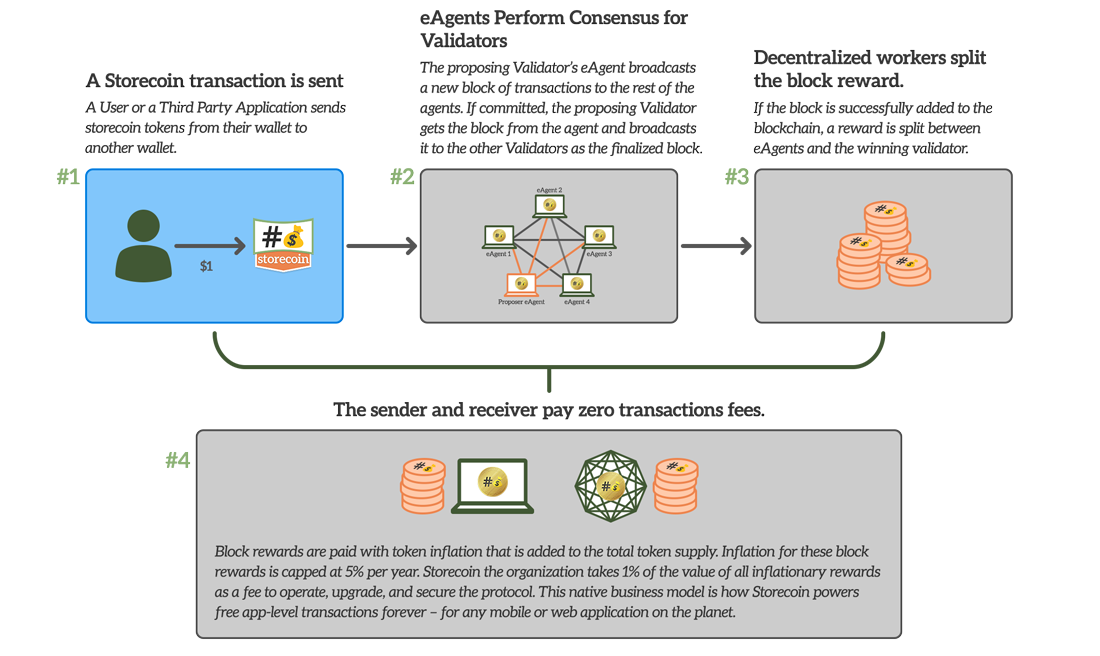 A Storecoin transaction is sent
A User or a Third Party Application sends
storecoin tokens from their wallet to
another wallet.
#1
$1
#
$
storecoin
eAgents Perform Consensus for
Validators
The proposing Validator's eAgent broadcasts
a new block of transactions to the rest of the
agents. If committed, the proposing Validator
gets the block from the agent and broadcasts
it to the other Validators as the finalized block.
#2
eAgent 2
eAgent 1
eAgent 3
Proposer eAgent
eAgent 4
Decentralized workers split
the block reward.
If the block is successfully added to the
blockchain, a reward is split between
eAgents and the winning validator.
#3
The sender and receiver pay zero transactions fees.
#4
Block rewards are paid with token inflation that is added to the total token supply. Inflation for these block
rewards is capped at 5% per year. Storecoin the organization takes 1% of the value of all inflationary rewards
as a fee to operate, upgrade, and secure the protocol. This native business model is how Storecoin powers
free app-level transactions forever – for any mobile or web application on the planet.